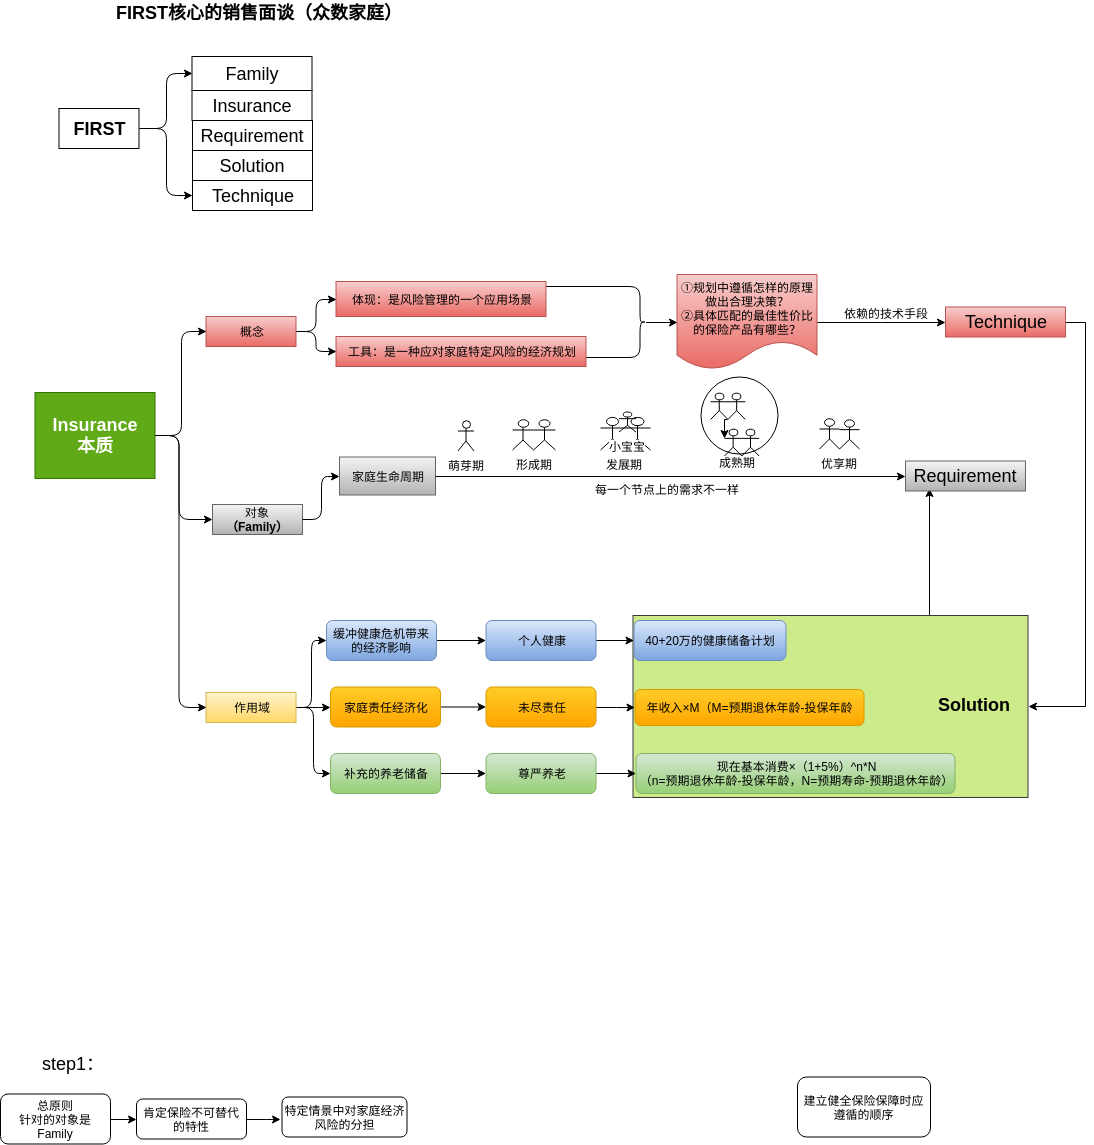 FIRST核心的销售面谈（众数家庭）
FIRST
Family
Insurance
Requirement
Solution
Technique
Insurance
本质
概念
体现：是风险管理的一个应用场景
工具：是一种应对家庭特定风险的经济规划
①规划中遵循怎样的原理
做出合理决策？
②具体匹配的最佳性价比
的保险产品有哪些？
依赖的技术手段
Technique
对象
（Family）
家庭生命周期
萌芽期
形成期
小宝宝
发展期
成熟期
优享期
每一个节点上的需求不一样
Requirement
作用域
缓冲健康危机带来
的经济影响
个人健康
40+20万的健康储备计划
家庭责任经济化
未尽责任
年收入×M（M=预期退休年龄-投保年龄
Solution
补充的养老储备
尊严养老
现在基本消费×（1+5%）^n*N
（n=预期退休年龄-投保年龄，N=预期寿命-预期退休年龄）
step1：
总原则
针对的对象是
Family
肯定保险不可替代
的特性
特定情景中对家庭经济
风险的分担
建立健全保险保障时应
遵循的顺序